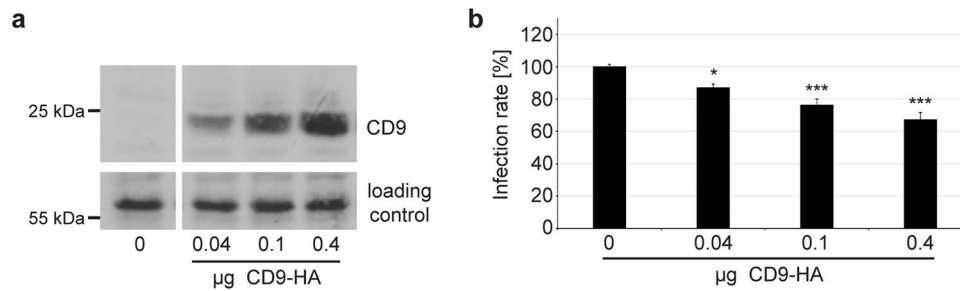 a
25 kDa
CD9
55 kDa
loading
control
0 0.04 0.1 0.4
µg CD9-HA
b
Infection rate [%]
120
100
80
60
40
20
0
*
***
***
0 0.04 0.1 0.4
µg CD9-HA